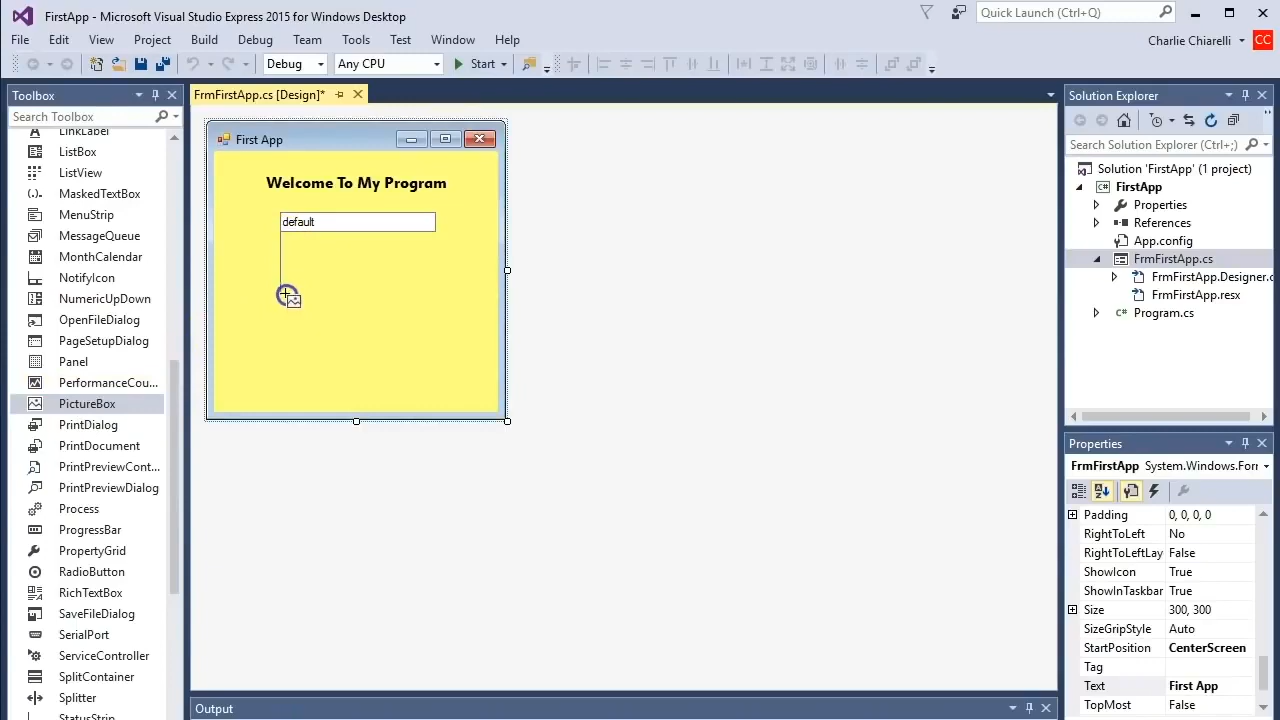 FirstApp - Microsoft Visual Studio Express 2015 for Windows Desktop
Quick Launch (Ctrl+Q)
File Edit View Project Build Debug Team Tools Test Window Help
Charlie Chiarelli CC
Debug Any CPU Start
Toolbox
Search Toolbox
LinkLabel
ListBox
ListView
MaskedTextBox
MenuStrip
MessageQueue
MonthCalendar
NotifyIcon
NumericUpDown
OpenFileDialog
PageSetupDialog
Panel
PerformanceCou...
PictureBox
PrintDialog
PrintDocument
PrintPreviewCont...
PrintPreviewDialog
Process
ProgressBar
PropertyGrid
RadioButton
RichTextBox
SaveFileDialog
SerialPort
ServiceController
SplitContainer
Splitter
StatusStrip
FrmFirstApp.cs [Design]*
First App
Welcome To My Program
default
Output
Solution Explorer
Search Solution Explorer (Ctrl+;)
Solution 'FirstApp' (1 project)
FirstApp
Properties
References
App.config
FrmFirstApp.cs
FrmFirstApp.Designer.c
FrmFirstApp.resx
Program.cs
Properties
FrmFirstApp System.Windows.Forr
Padding 0, 0, 0, 0
RightToLeft No
RightToLeftLay False
ShowIcon True
ShowInTaskbar True
Size 300, 300
SizeGripStyle Auto
StartPosition CenterScreen
Tag
Text First App
TopMost False